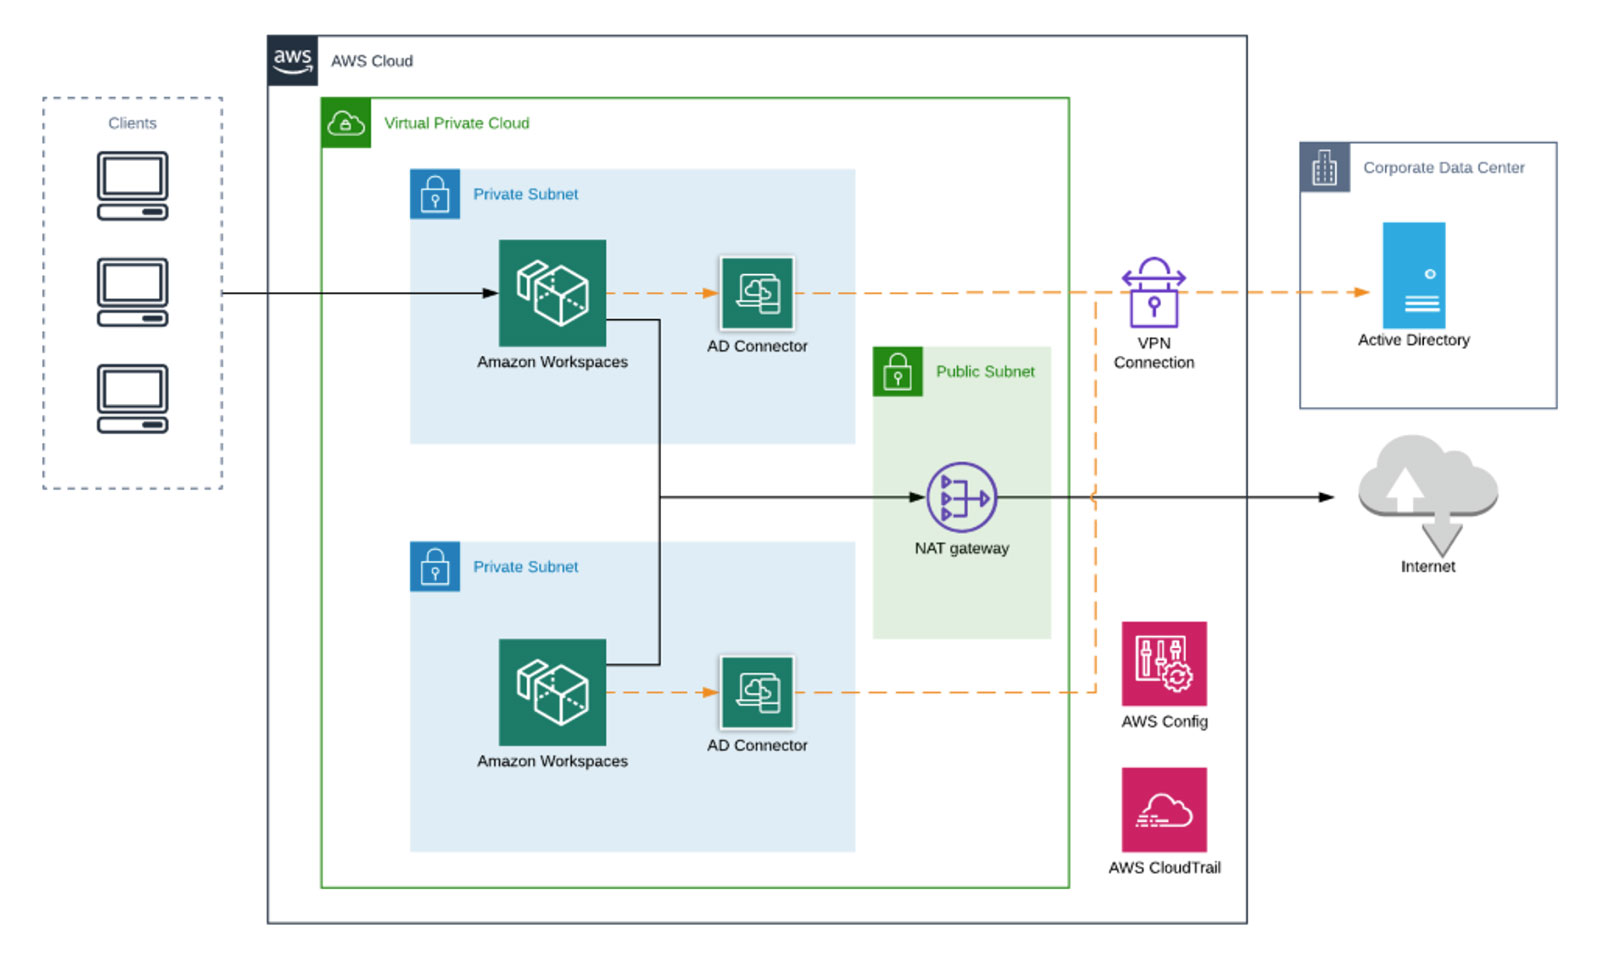 aws
AWS Cloud
Clients
Virtual Private Cloud
Corporate Data Center
Private Subnet
Amazon Workspaces
AD Connector
VPN
Connection
Active Directory
Public Subnet
NAT gateway
Internet
Private Subnet
Amazon Workspaces
AD Connector
AWS Config
AWS CloudTrail